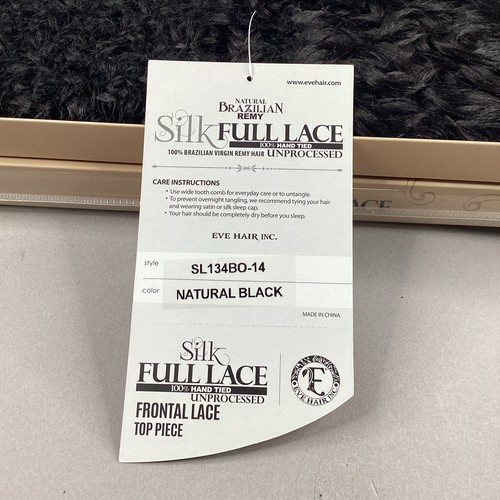 www.evehair.com
NATURAL
BRAZILIAN
REMY
Silk FULL LACE
100% HAND TIED
100% BRAZILIAN VIRGIN REMY HAIR UNPROCESSED
CARE INSTRUCTIONS
• Use wide tooth comb for everyday care or to untangle.
• To prevent overnight tangling, we recommend tying your hair
and wearing satin or silk sleep cap.
• Your hair should be completely dry before you sleep.
EVE HAIR INC.
style SL134BO-14
color NATURAL BLACK
MADE IN CHINA
Silk
FULL LACE
100% HAND TIED
UNPROCESSED
FRONTAL LACE
TOP PIECE
E
EVE HAIR INC
LACE